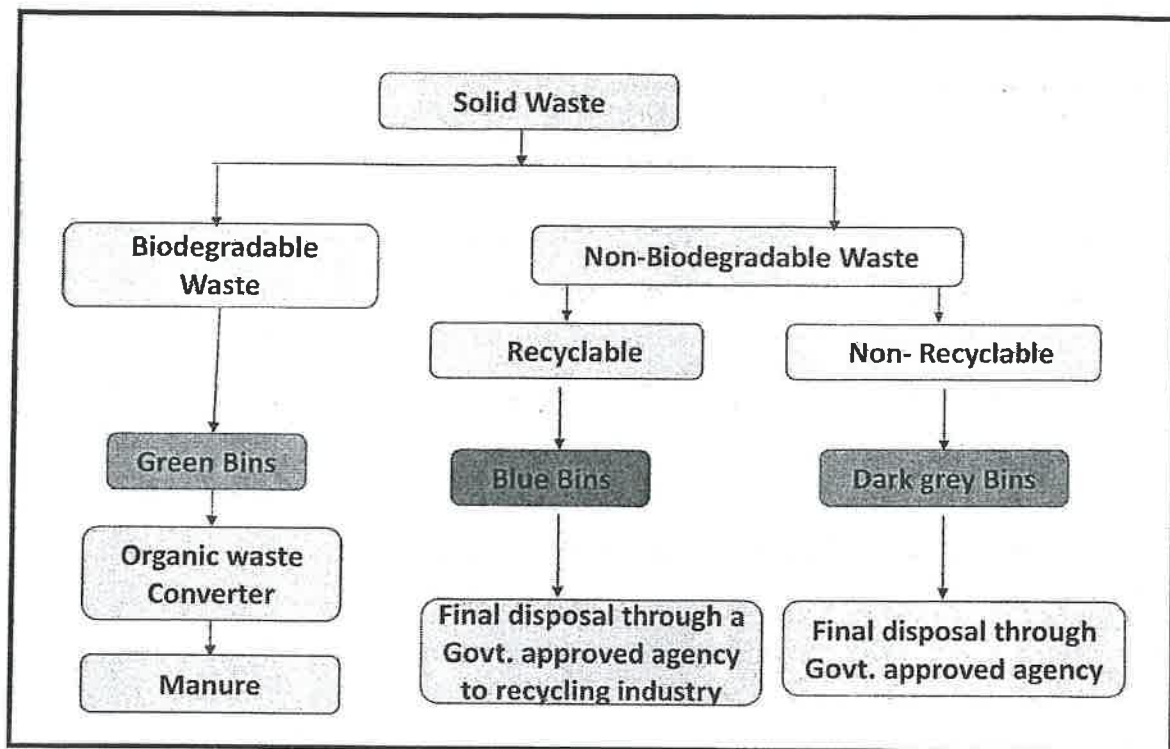 Solid Waste
Biodegradable
Waste
Non-Biodegradable Waste
Recyclable
Non- Recyclable
Green Bins
Blue Bins
Dark grey Bins
Organic waste
Converter
Manure
Final disposal through a
Govt. approved agency
to recycling industry
Final disposal through
Govt. approved agency